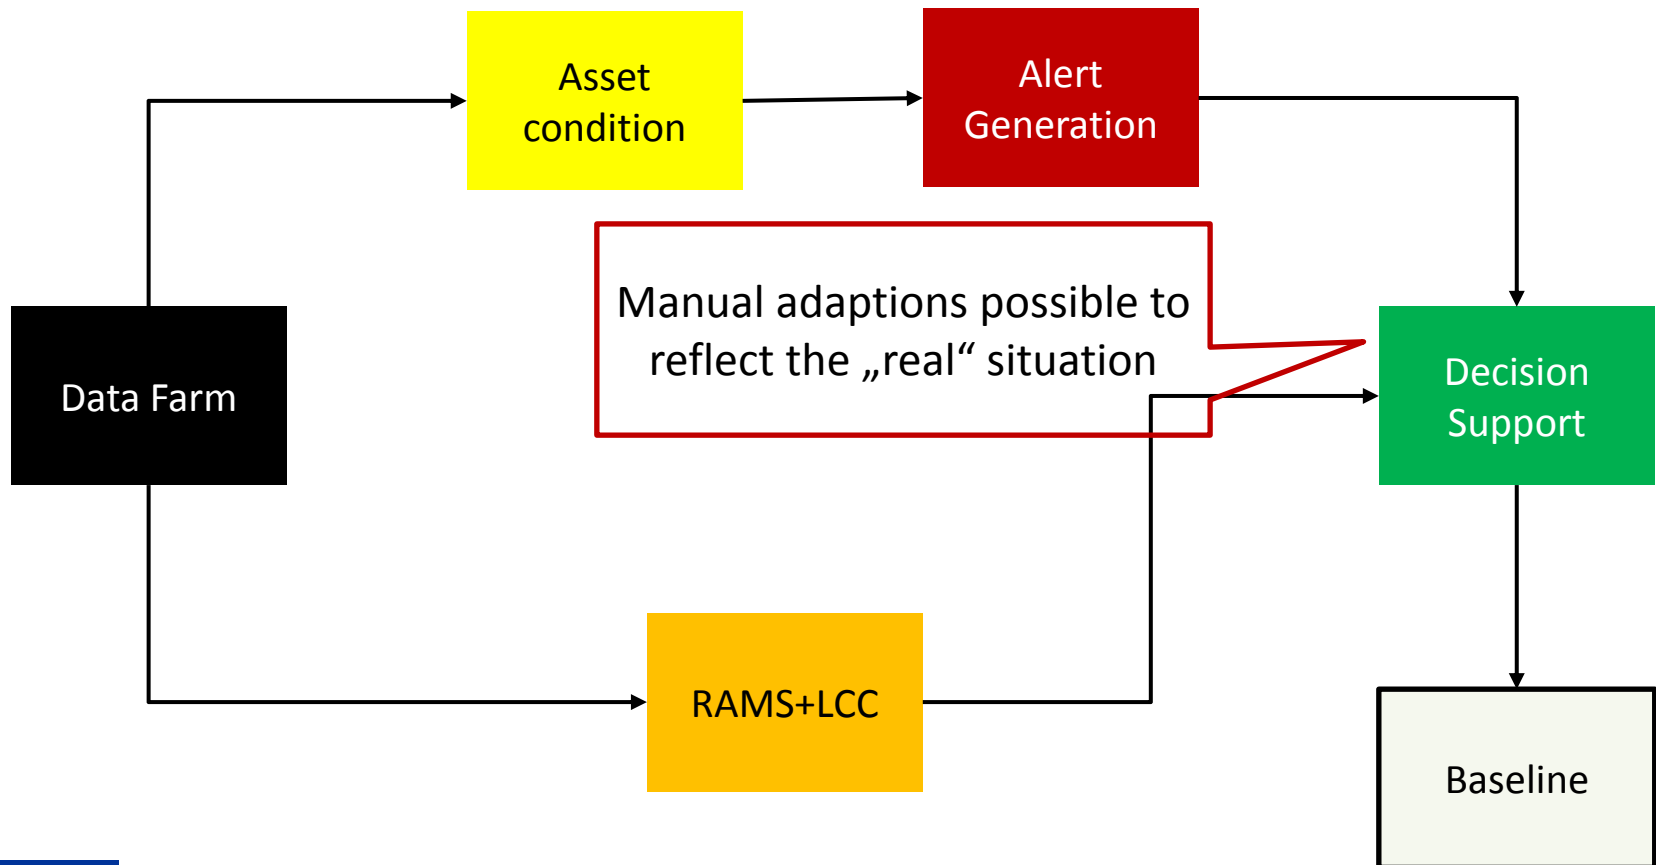 Asset
condition
Alert
Generation
Manual adaptions possible to
reflect the „real“ situation
Data Farm
Decision
Support
RAMS+LCC
Baseline